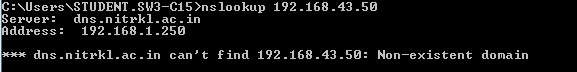 C:\Users\STUDENT.SW3-C15>nslookup 192.168.43.50
Server:  dns.nitrkl.ac.in
Address:  192.168.1.250
*** dns.nitrkl.ac.in can't find 192.168.43.50: Non-existent domain